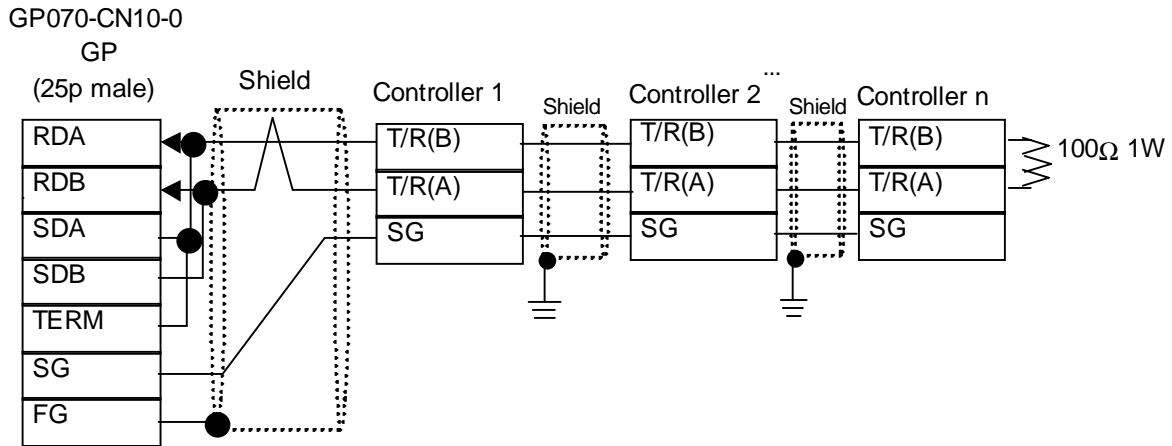 GP070-CN10-0
GP
(25p male)
Shield
Controller 1
Shield
...
Controller 2
Shield
Controller n
RDA
RDB
SDA
SDB
TERM
SG
FG
T/R(B)
T/R(A)
SG
T/R(B)
T/R(A)
SG
T/R(B)
T/R(A)
SG
100Ω 1W